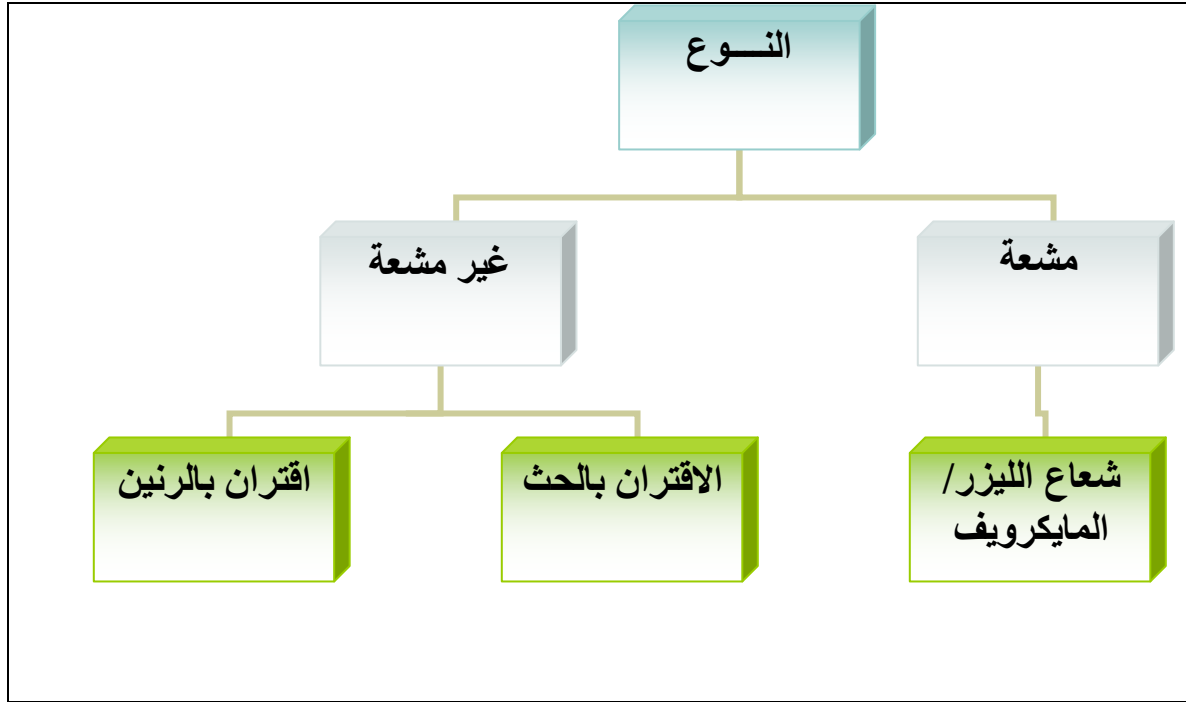 النـــوع
مشعة
غير مشعة
شعاع الليزر/
المايكرويف
الاقتران بالحث
اقتران بالرنين